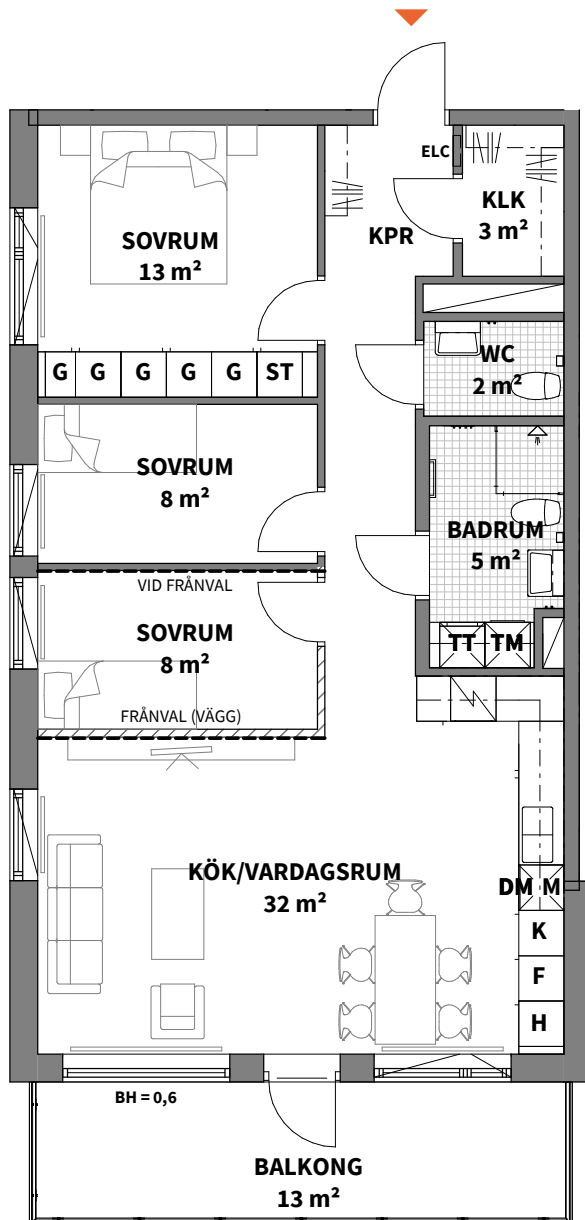 ELC
KLK
3 m²
KPR
SOVRUM
13 m²
G
G
G
G
G
ST
WC
2 m²
SOVRUM
8 m²
BADRUM
5 m²
VID FRÅNVAL
SOVRUM
8 m²
TT
TM
FRÅNVAL (VÄGG)
KÖK/VARDAGSRUM
32 m²
DM
M
K
F
H
BH = 0,6
BALKONG
13 m²